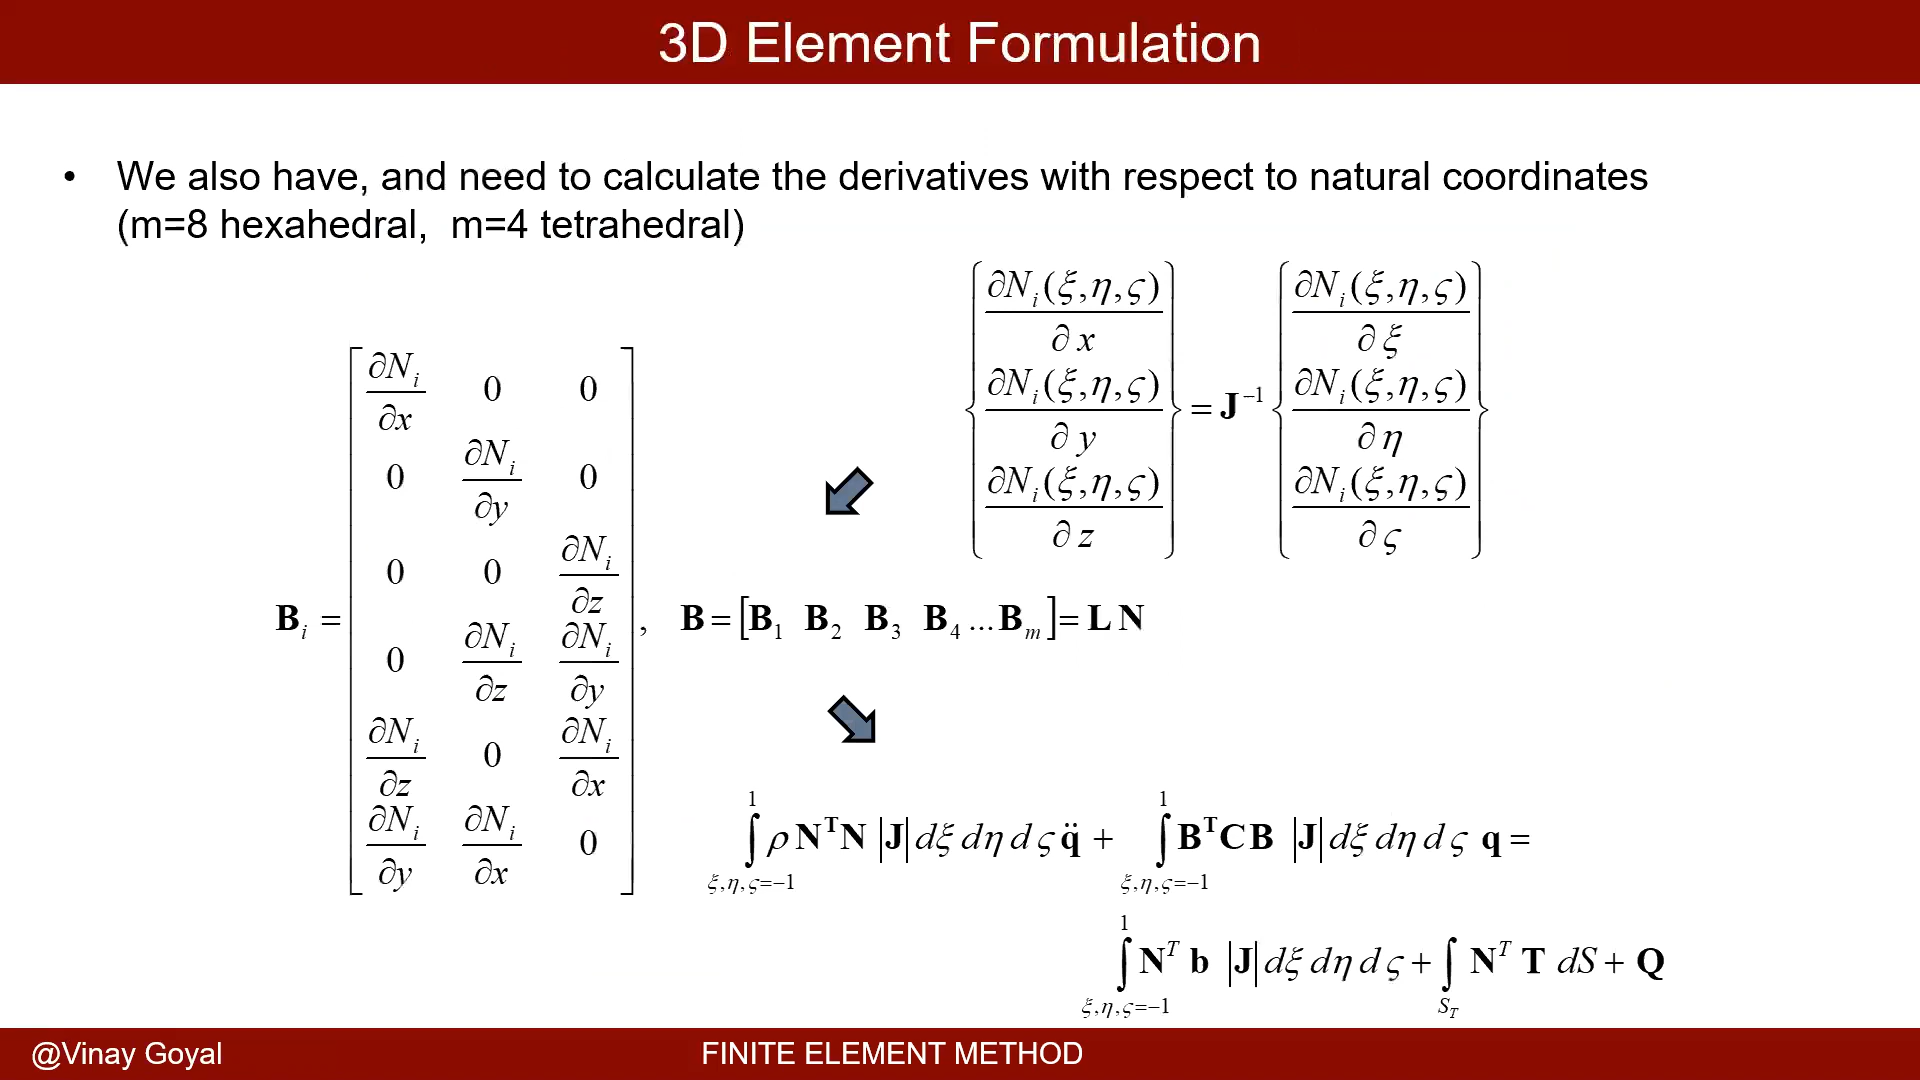 3D Element Formulation
• We also have, and need to calculate the derivatives with respect to natural coordinates
(m=8 hexahedral,  m=4 tetrahedral)
{∂N_i(ξ,η,ς)/∂x  ∂N_i(ξ,η,ς)/∂y  ∂N_i(ξ,η,ς)/∂z} = J⁻¹ {∂N_i(ξ,η,ς)/∂ξ  ∂N_i(ξ,η,ς)/∂η  ∂N_i(ξ,η,ς)/∂ς}
B_i = [
∂N_i/∂x  0  0
0  ∂N_i/∂y  0
0  0  ∂N_i/∂z
0  ∂N_i/∂z  ∂N_i/∂y
∂N_i/∂z  0  ∂N_i/∂x
∂N_i/∂y  ∂N_i/∂x  0
],  B = [B_1 B_2 B_3 B_4 ... B_m] = L N
∫_{ξ,η,ς=-1}^{1} ρ N^T N |J| dξ dη dς q̈ + ∫_{ξ,η,ς=-1}^{1} B^T C B |J| dξ dη dς q =
∫_{ξ,η,ς=-1}^{1} N^T b |J| dξ dη dς + ∫_{S_T} N^T T dS + Q
@Vinay Goyal
FINITE ELEMENT METHOD